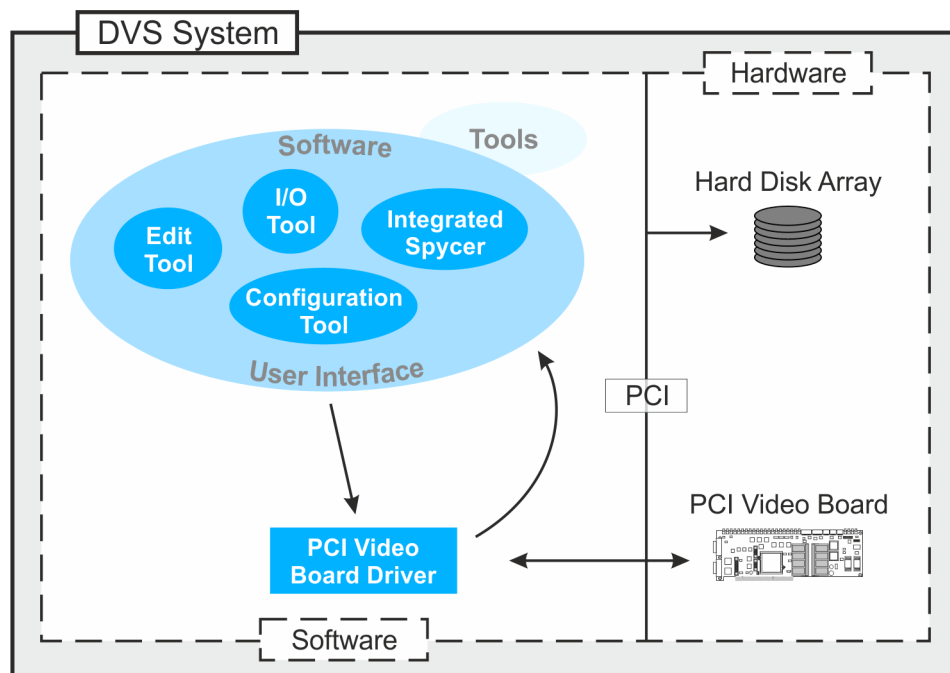 DVS System
Hardware
Tools
Software
I/O
Tool
Integrated
Spycer
Edit
Tool
Configuration
Tool
User Interface
Hard Disk Array
PCI
PCI Video Board
PCI Video
Board Driver
Software